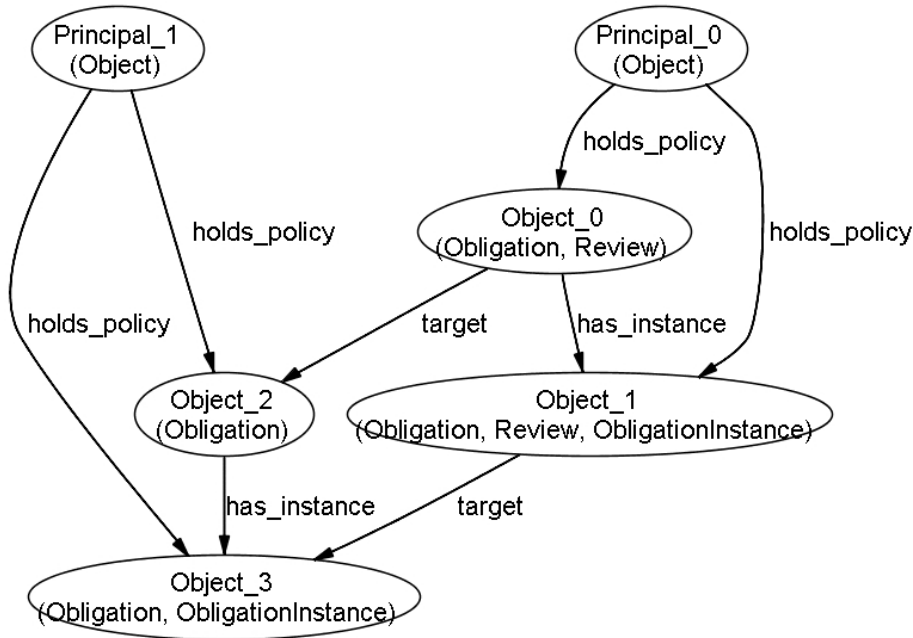 Principal_1
(Object)
Principal_0
(Object)
holds_policy
Object_0
(Obligation, Review)
holds_policy
holds_policy
holds_policy
target
has_instance
Object_2
(Obligation)
Object_1
(Obligation, Review, ObligationInstance)
has_instance
target
Object_3
(Obligation, ObligationInstance)